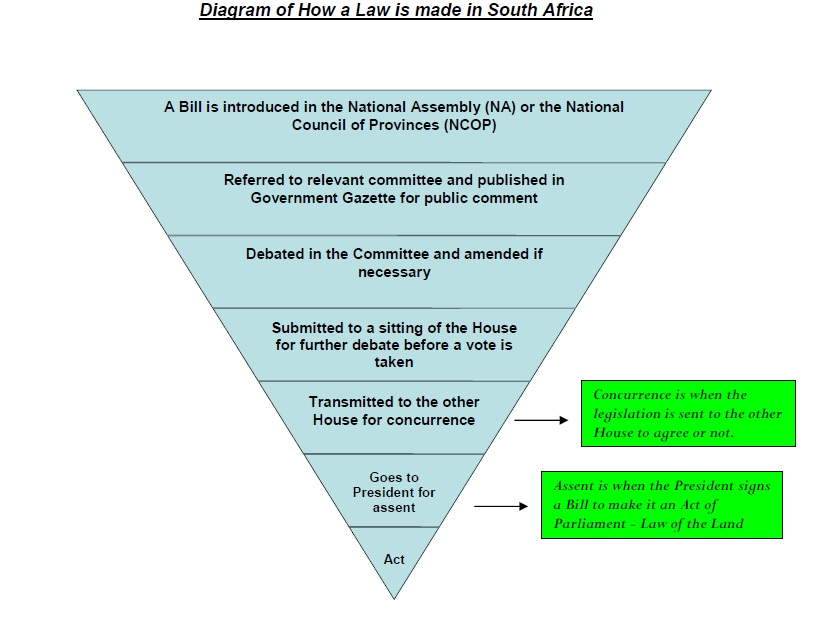 Diagram of How a Law is made in South Africa
A Bill is introduced in the National Assembly (NA) or the National
Council of Provinces (NCOP)
Referred to relevant committee and published in
Government Gazette for public comment
Debated in the Committee and amended if
necessary
Submitted to a sitting of the House
for further debate before a vote is
taken
Transmitted to the other
House for concurrence
Concurrence is when the
legislation is sent to the other
House to agree or not.
Goes to
President for
assent
Assent is when the President signs
a Bill to make it an Act of
Parliament - Law of the Land
Act